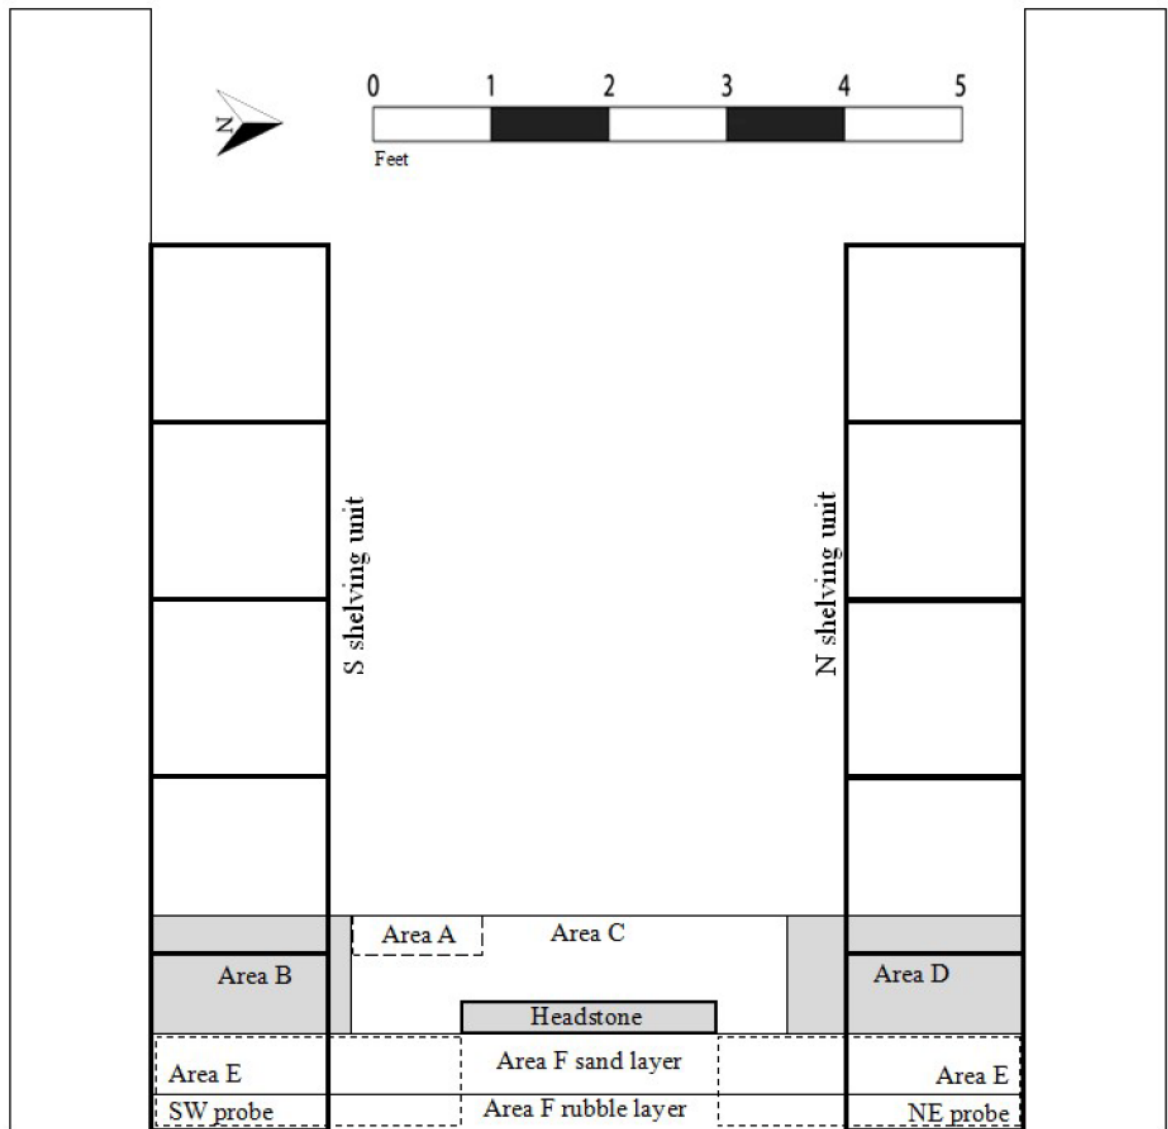 0 1 2 3 4 5
N
Feet
S shelving unit
N shelving unit
Area A
Area C
Area B
Area D
Headstone
Area F sand layer
Area E
Area E
Area F rubble layer
SW probe
NE probe